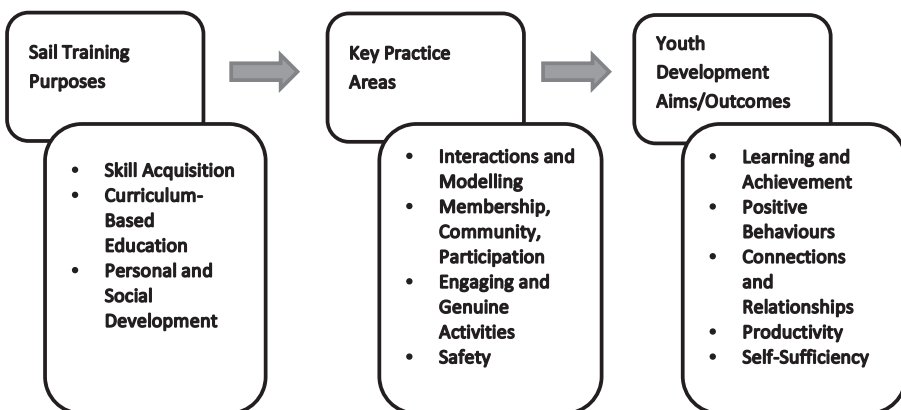 Sail Training
Purposes
• Skill Acquisition
• Curriculum-
Based
Education
• Personal and
Social
Development
Key Practice
Areas
• Interactions and
Modelling
• Membership,
Community,
Participation
• Engaging and
Genuine
Activities
• Safety
Youth
Development
Aims/Outcomes
• Learning and
Achievement
• Positive
Behaviours
• Connections
and
Relationships
• Productivity
• Self-Sufficiency